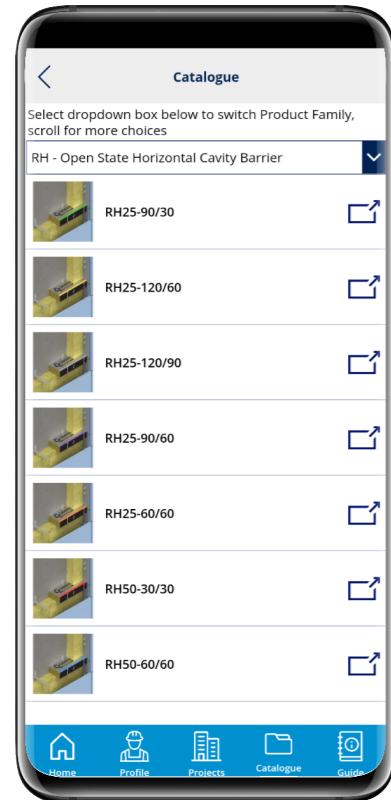 Catalogue
Select dropdown box below to switch Product Family,
scroll for more choices
RH - Open State Horizontal Cavity Barrier
RH25-90/30
RH25-120/60
RH25-120/90
RH25-90/60
RH25-60/60
RH50-30/30
RH50-60/60
Home Profile Projects Catalogue Guide